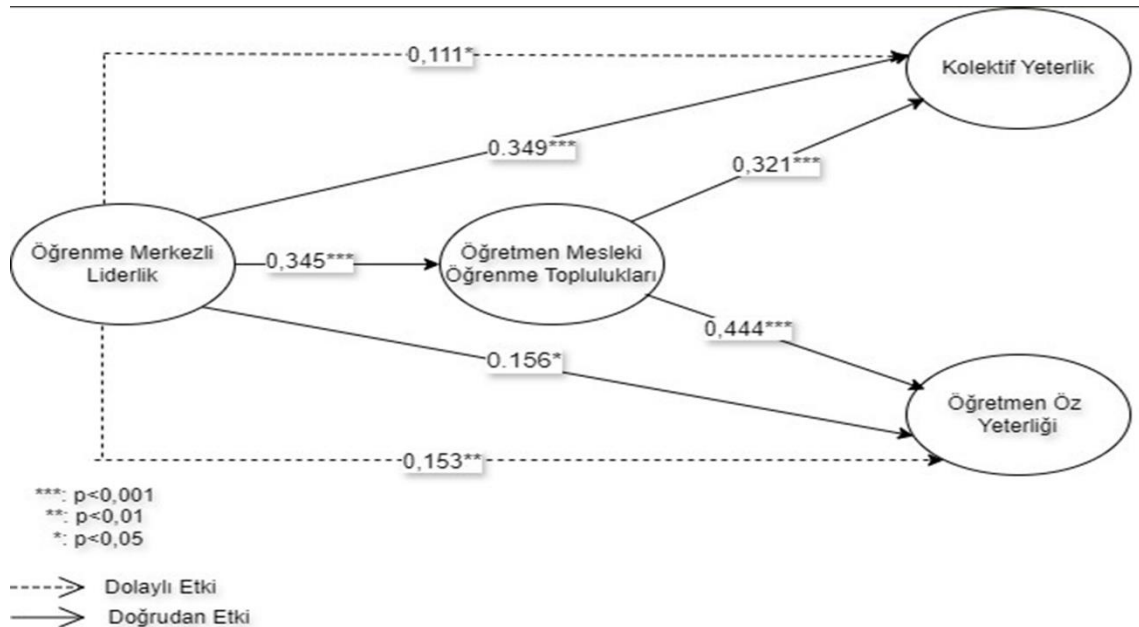 0,111*
Kolektif Yeterlik
0.349***
0,321***
Öğrenme Merkezli
Liderlik
0,345***
Öğretmen Mesleki
Öğrenme Toplulukları
0,444***
0.156*
Öğretmen Öz
Yeterliği
0,153**
***: p<0,001
**: p<0,01
*: p<0,05
Dolaylı Etki
Doğrudan Etki